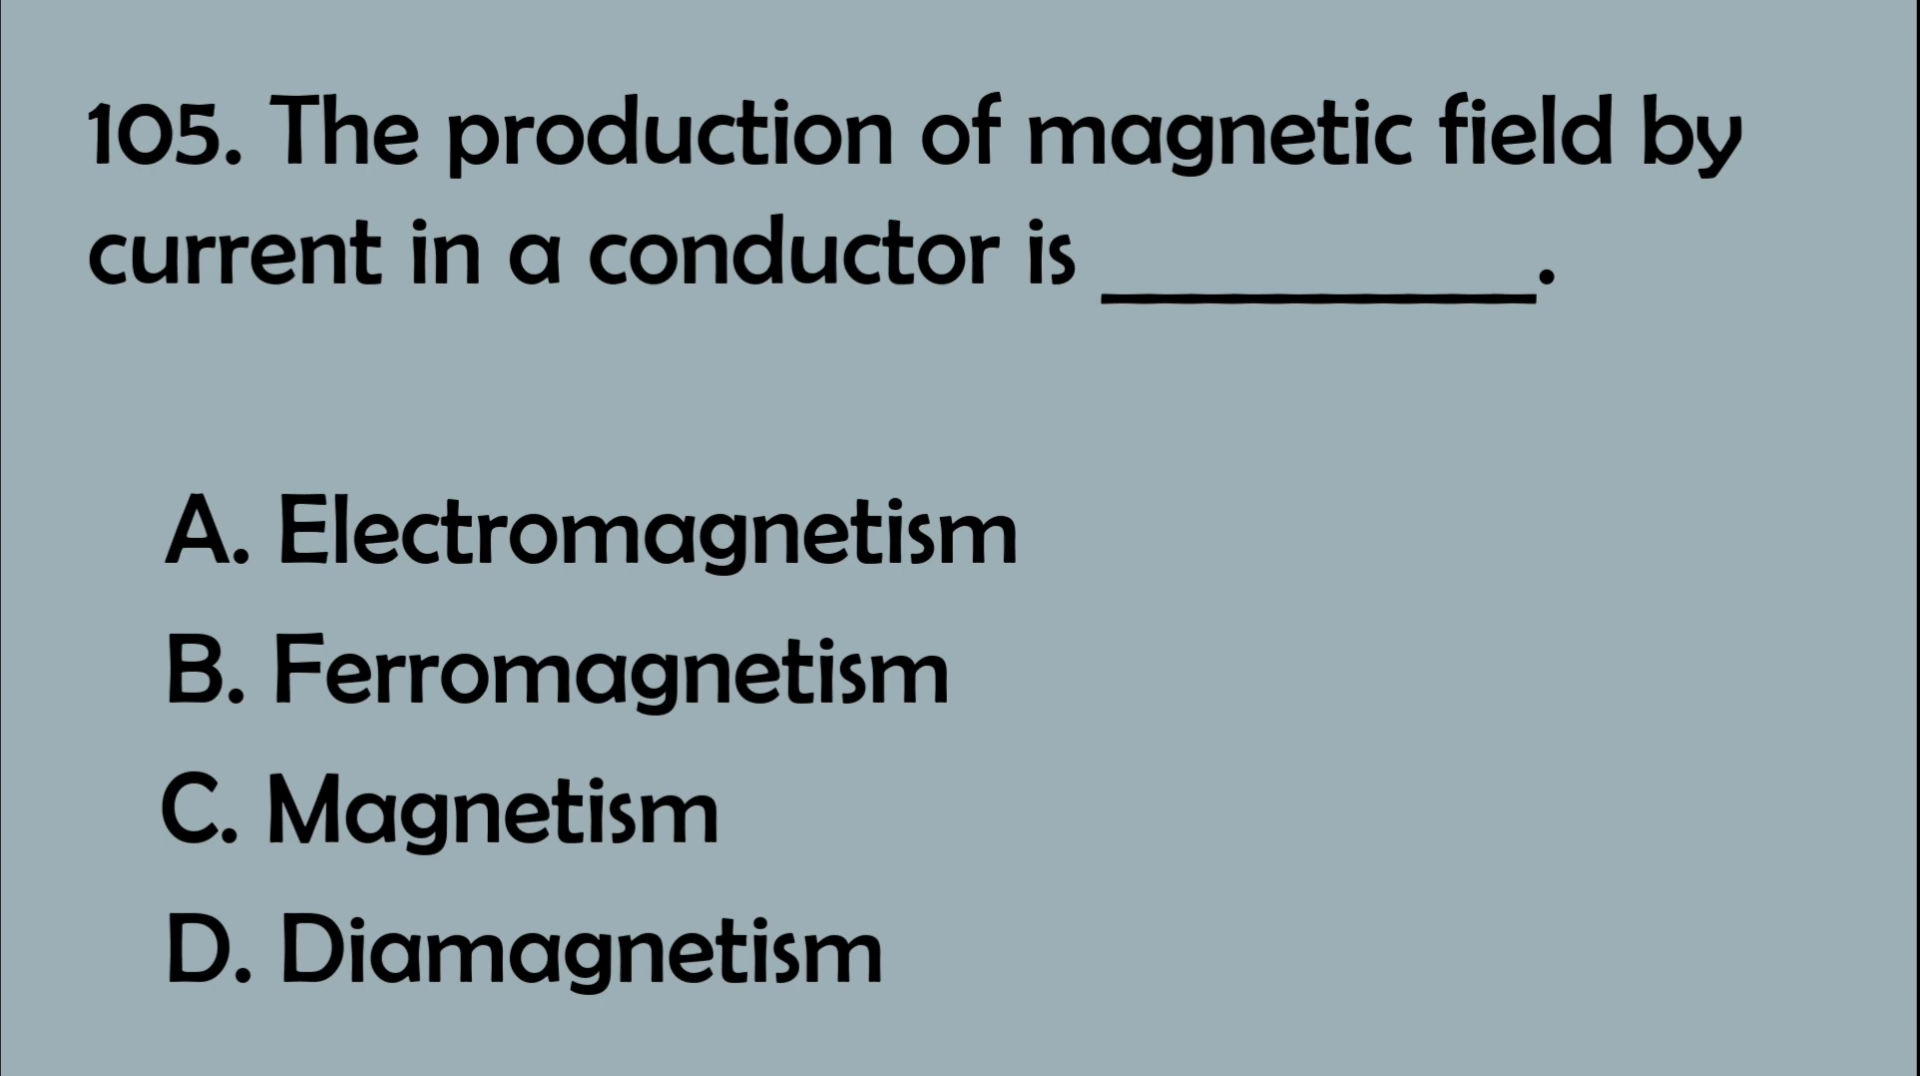 105. The production of magnetic field by
current in a conductor is __________.
A. Electromagnetism
B. Ferromagnetism
C. Magnetism
D. Diamagnetism